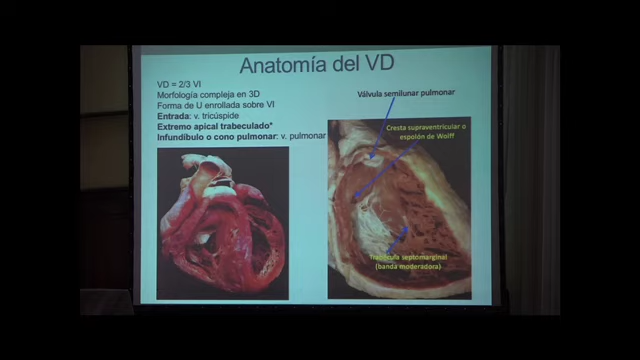 Anatomía del VD
VD = 2/3 VI
Morfología compleja en 3D
Forma de U enrollada sobre VI
Entrada: v. tricúspide
Extremo apical trabeculado*
Infundíbulo o cono pulmonar: v. pulmonar
Válvula semilunar pulmonar
Cresta supraventricular o
espolón de Wolff
Trabécula septomarginal
(banda moderadora)